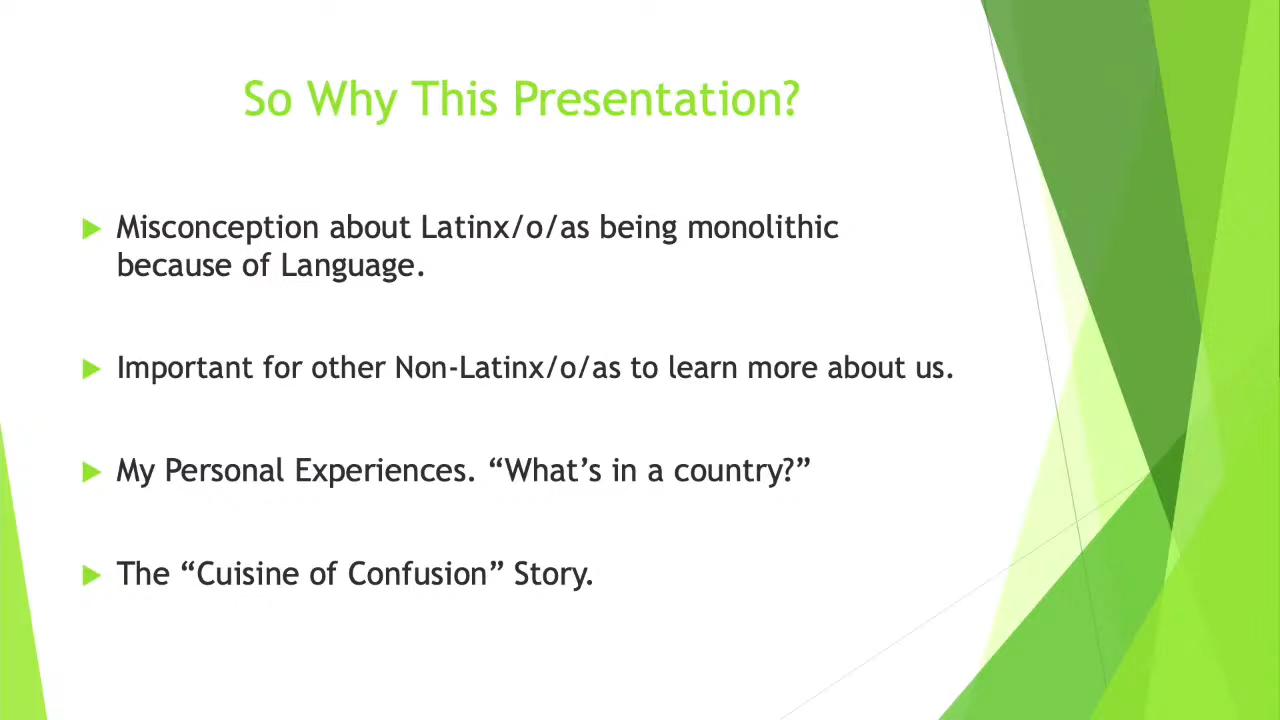 So Why This Presentation?
Misconception about Latinx/o/as being monolithic
because of Language.
Important for other Non-Latinx/o/as to learn more about us.
My Personal Experiences. “What’s in a country?”
The “Cuisine of Confusion” Story.